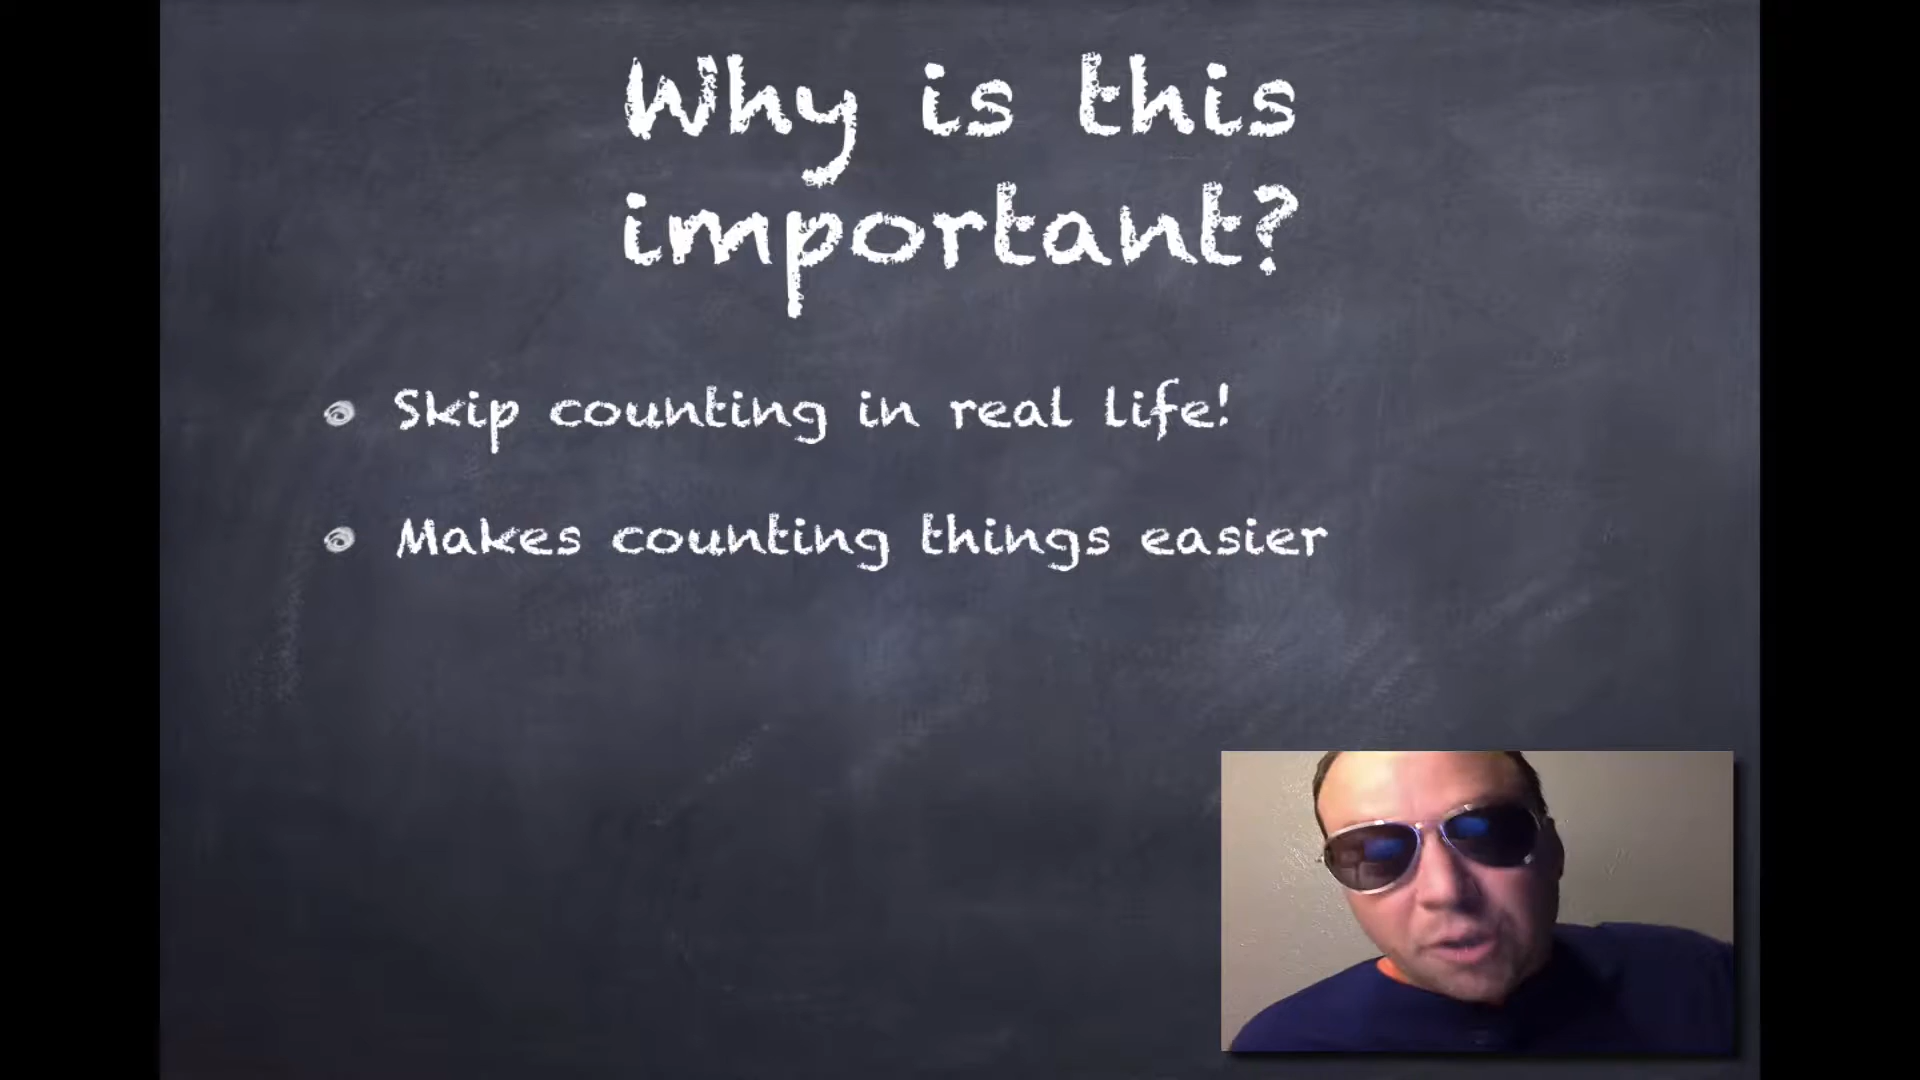 Why is this
important?
Skip counting in real life!
Makes counting things easier